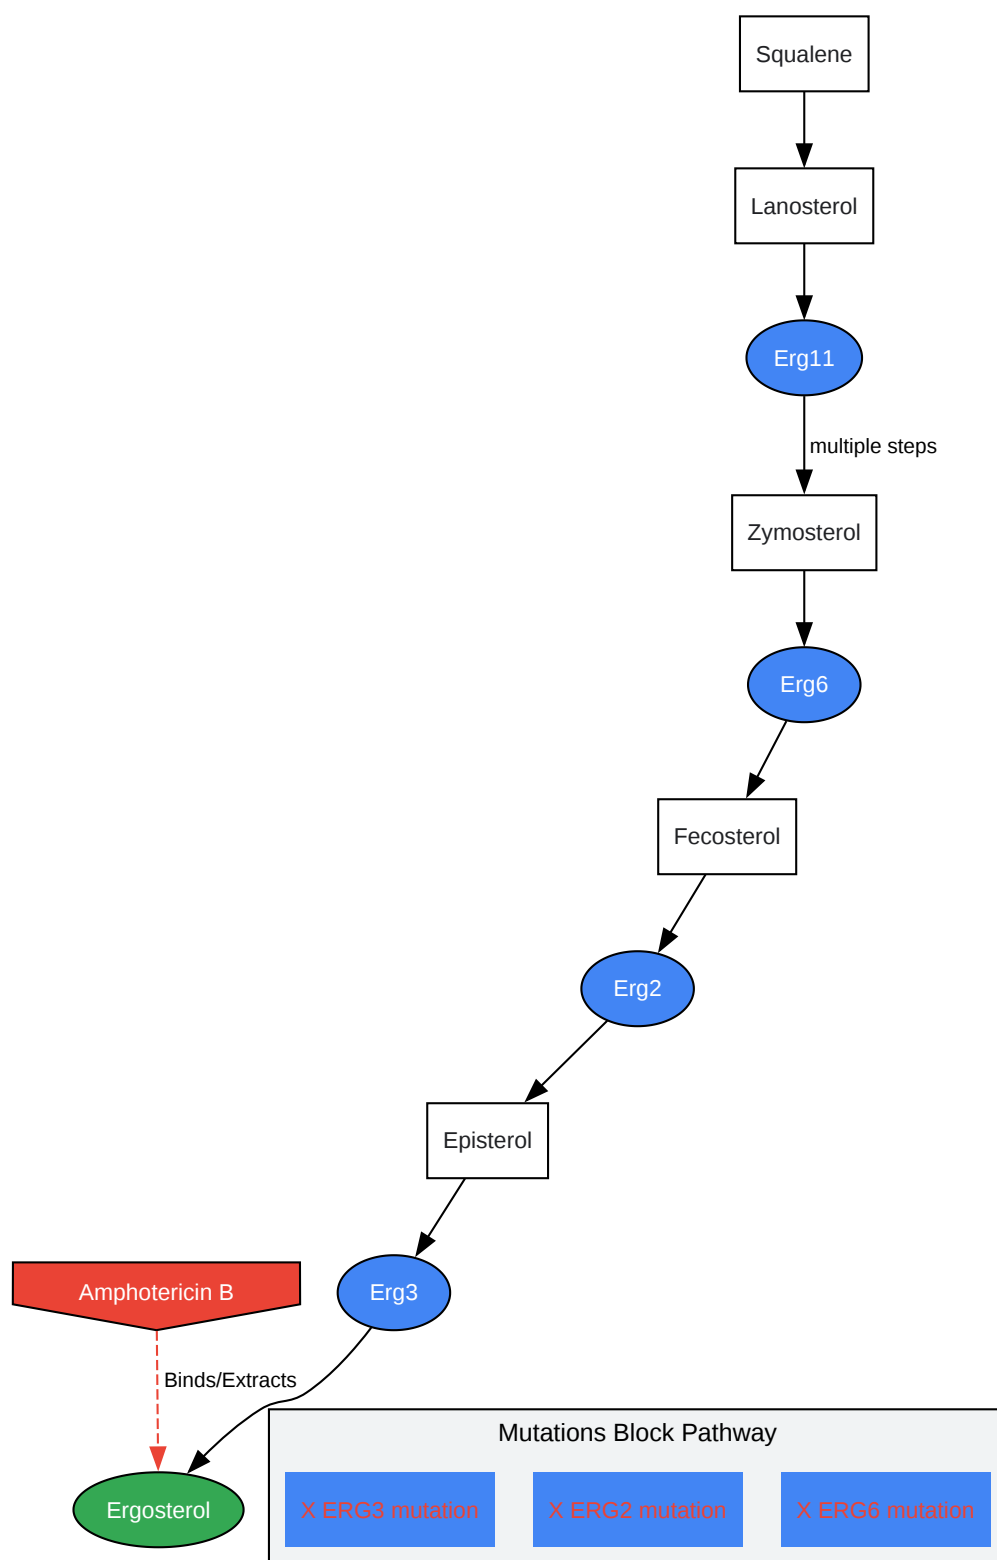 Squalene
Lanosterol
Erg11
multiple steps
Zymosterol
Erg6
Fecosterol
Erg2
Episterol
Amphotericin B
Erg3
Binds/Extracts
Mutations Block Pathway
Ergosterol
X ERG3 mutation
X ERG2 mutation
X ERG6 mutation